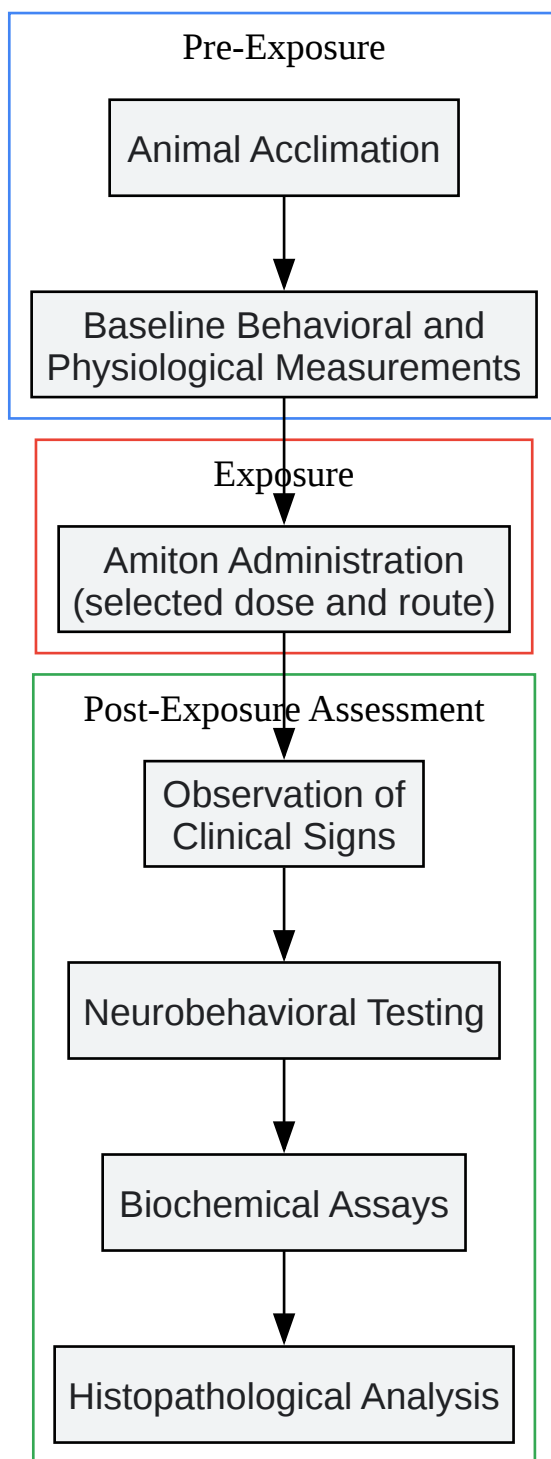 Pre-Exposure
Animal Acclimation
Baseline Behavioral and
Physiological Measurements
Exposure
Amiton Administration
(selected dose and route)
Post-Exposure Assessment
Observation of
Clinical Signs
Neurobehavioral Testing
Biochemical Assays
Histopathological Analysis